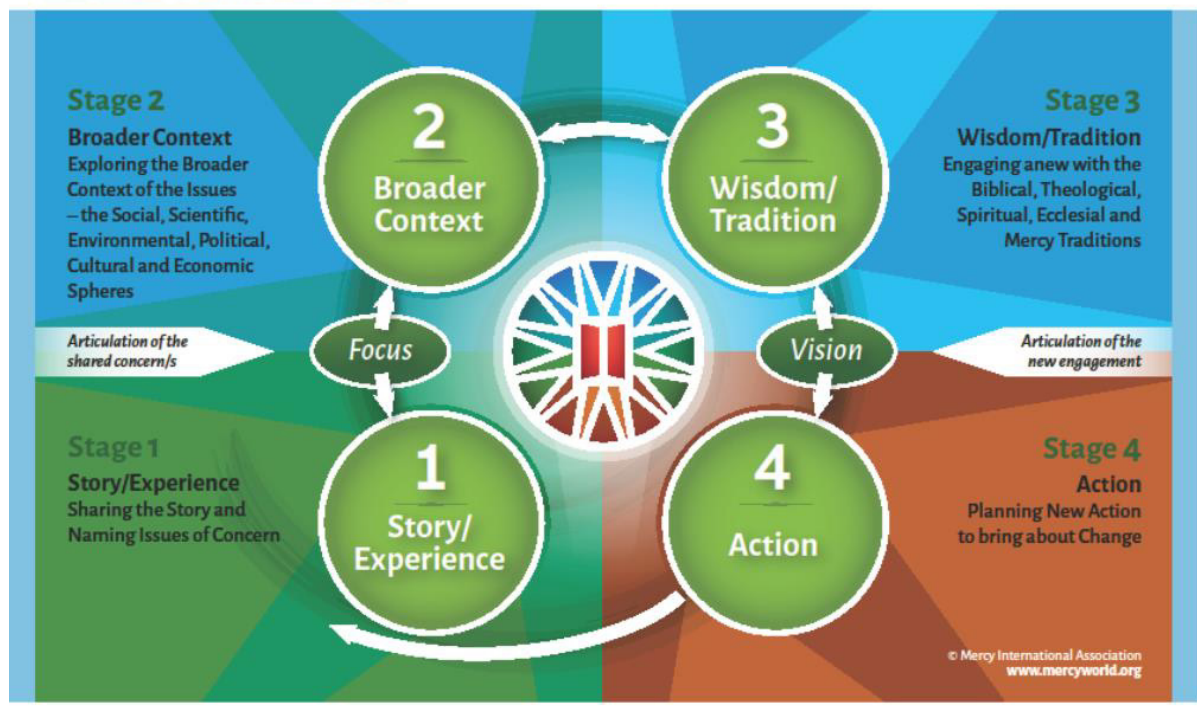 Stage 2
Broader Context
Exploring the Broader
Context of the Issues
– the Social, Scientific,
Environmental, Political,
Cultural and Economic
Spheres
2
Broader
Context
3
Wisdom/
Tradition
Stage 3
Wisdom/Tradition
Engaging anew with the
Biblical, Theological,
Spiritual, Ecclesial and
Mercy Traditions
Articulation of the
shared concern/s
Focus
Vision
Articulation of the
new engagement
Stage 1
Story/Experience
Sharing the Story and
Naming Issues of Concern
1
Story/
Experience
4
Action
Stage 4
Action
Planning New Action
to bring about Change
© Mercy International Association
www.mercyworld.org